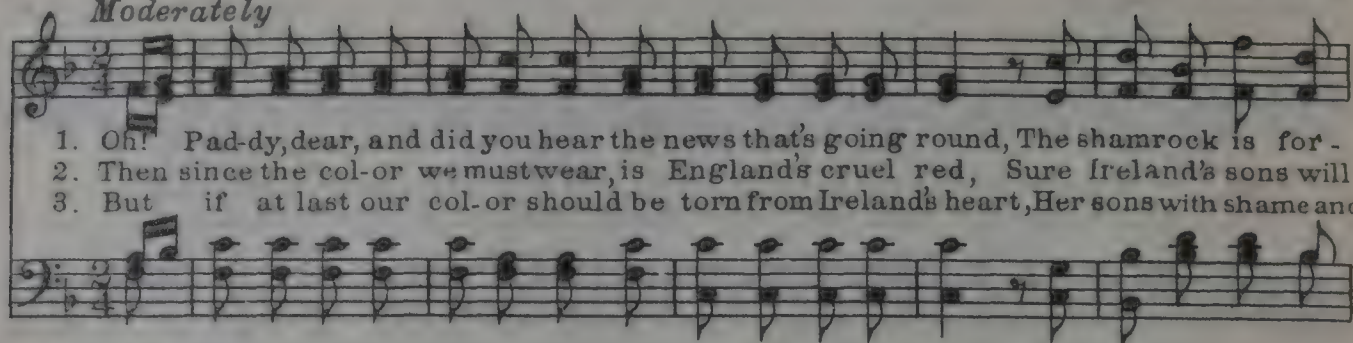 Moderately
1. Oh! Pad-dy, dear, and did you hear the news that's going round, The shamrock is for-
2. Then since the col-or we must wear, is England's cruel red, Sure Ireland's sons will
3. But if at last our col-or should be torn from Ireland's heart, Her sons with shame and